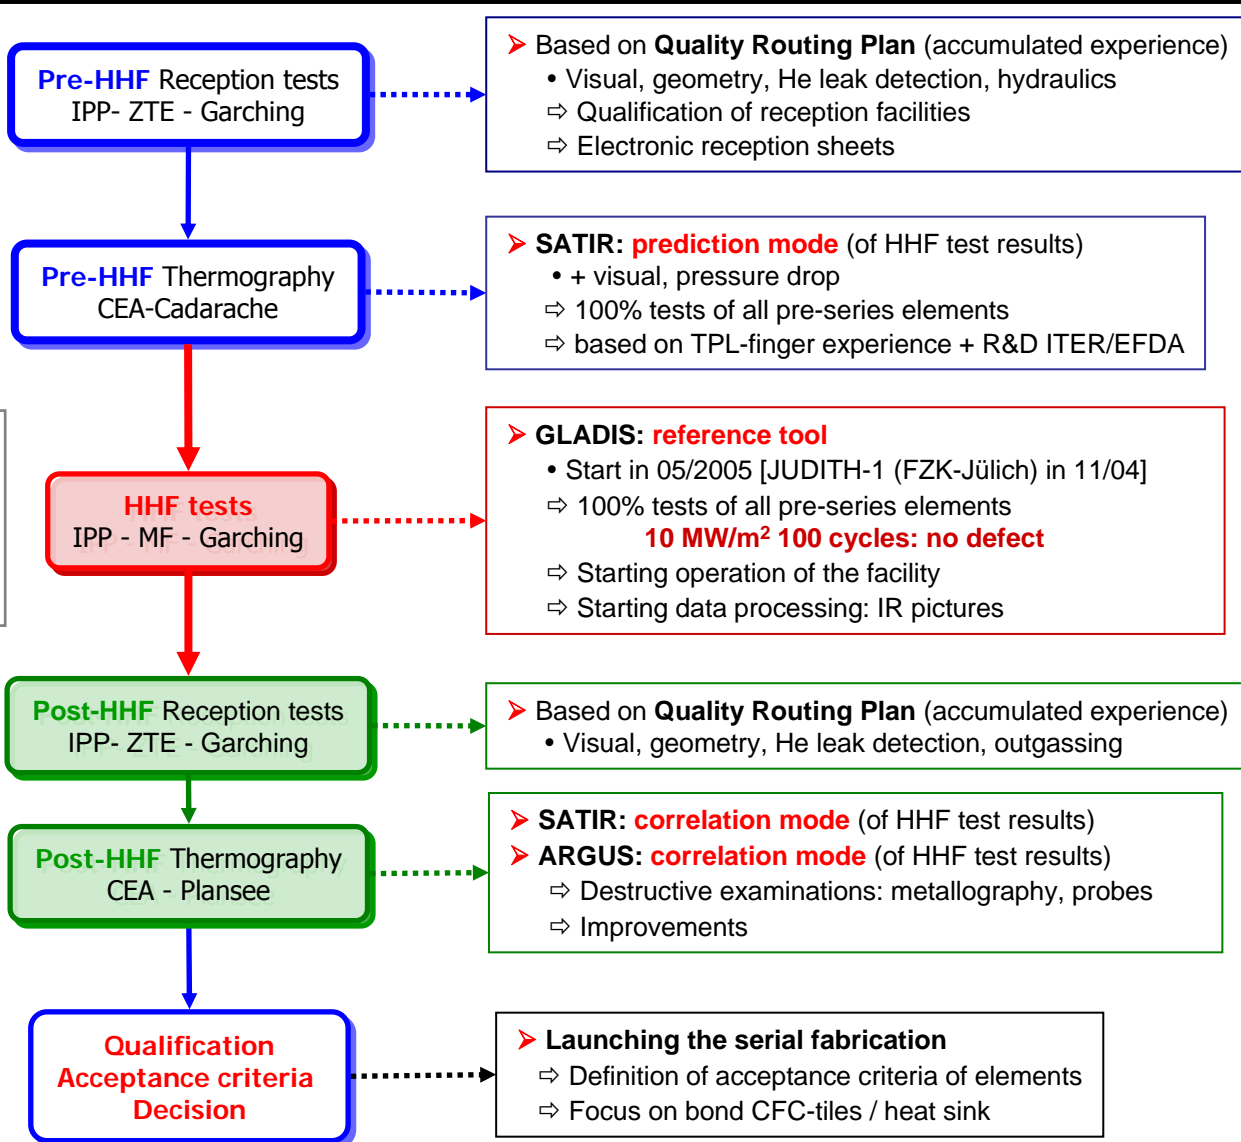 Pre-HHF Reception tests
IPP- ZTE - Garching
➤ Based on Quality Routing Plan (accumulated experience)
• Visual, geometry, He leak detection, hydraulics
⇨ Qualification of reception facilities
⇨ Electronic reception sheets
Pre-HHF Thermography
CEA-Cadarache
➤ SATIR: prediction mode (of HHF test results)
• + visual, pressure drop
⇨ 100% tests of all pre-series elements
⇨ based on TPL-finger experience + R&D ITER/EFDA
HHF tests
IPP - MF - Garching
➤ GLADIS: reference tool
• Start in 05/2005 [JUDITH-1 (FZK-Jülich) in 11/04]
⇨ 100% tests of all pre-series elements
10 MW/m² 100 cycles: no defect
⇨ Starting operation of the facility
⇨ Starting data processing: IR pictures
Post-HHF Reception tests
IPP- ZTE - Garching
➤ Based on Quality Routing Plan (accumulated experience)
• Visual, geometry, He leak detection, outgassing
Post-HHF Thermography
CEA - Plansee
➤ SATIR: correlation mode (of HHF test results)
➤ ARGUS: correlation mode (of HHF test results)
⇨ Destructive examinations: metallography, probes
⇨ Improvements
Qualification
Acceptance criteria
Decision
➤ Launching the serial fabrication
⇨ Definition of acceptance criteria of elements
⇨ Focus on bond CFC-tiles / heat sink